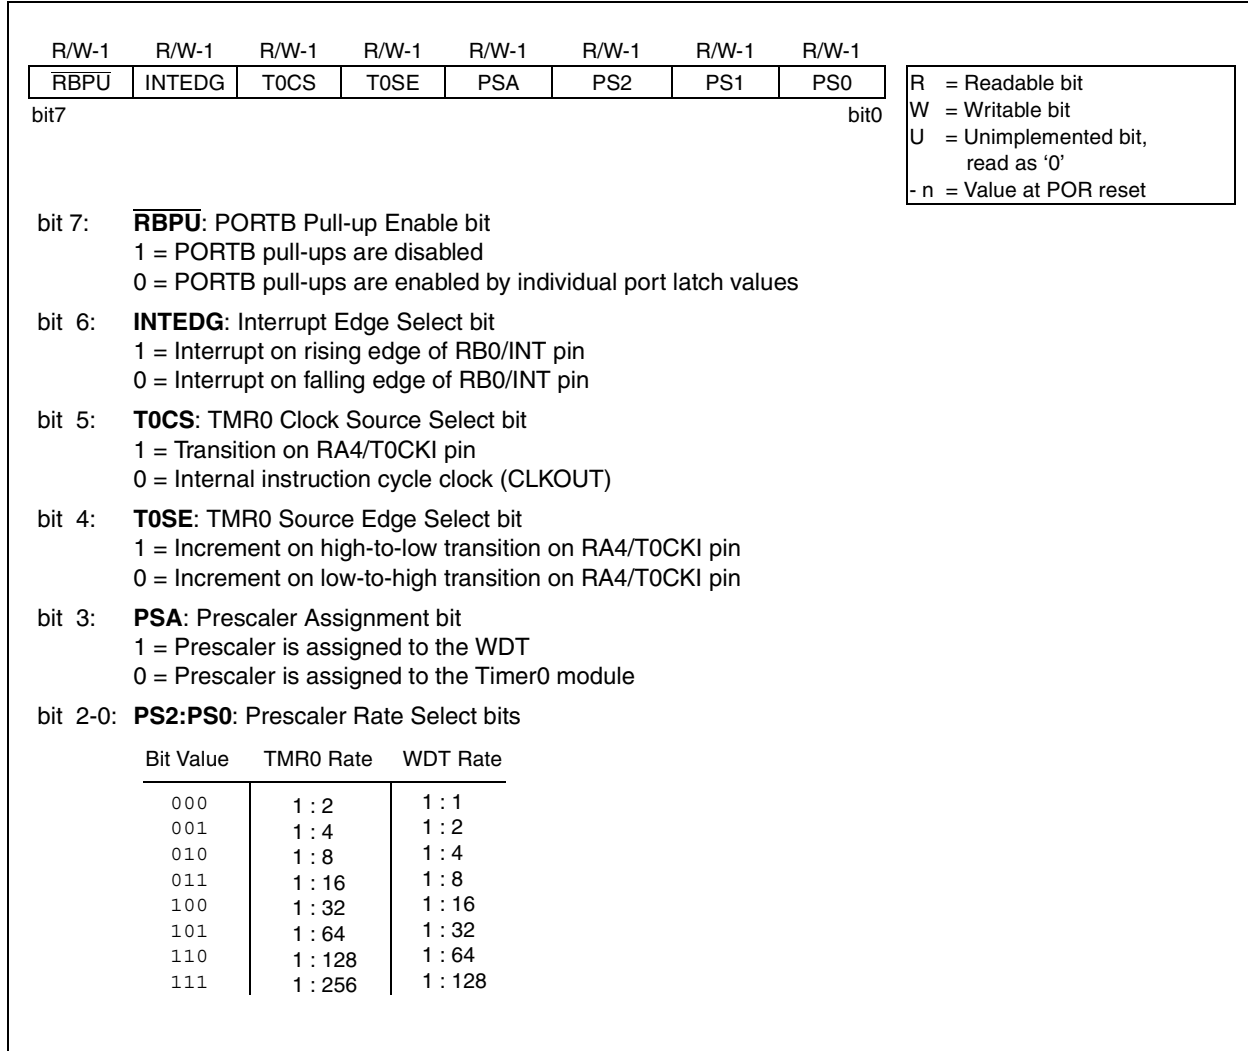 R/W-1 R/W-1 R/W-1 R/W-1 R/W-1 R/W-1 R/W-1 R/W-1
RBPU INTEDG T0CS T0SE PSA PS2 PS1 PS0
bit7 bit0
R = Readable bit
W = Writable bit
U = Unimplemented bit,
read as ‘0’
- n = Value at POR reset
bit 7: RBPU: PORTB Pull-up Enable bit
1 = PORTB pull-ups are disabled
0 = PORTB pull-ups are enabled by individual port latch values
bit 6: INTEDG: Interrupt Edge Select bit
1 = Interrupt on rising edge of RB0/INT pin
0 = Interrupt on falling edge of RB0/INT pin
bit 5: T0CS: TMR0 Clock Source Select bit
1 = Transition on RA4/T0CKI pin
0 = Internal instruction cycle clock (CLKOUT)
bit 4: T0SE: TMR0 Source Edge Select bit
1 = Increment on high-to-low transition on RA4/T0CKI pin
0 = Increment on low-to-high transition on RA4/T0CKI pin
bit 3: PSA: Prescaler Assignment bit
1 = Prescaler is assigned to the WDT
0 = Prescaler is assigned to the Timer0 module
bit 2-0: PS2:PS0: Prescaler Rate Select bits
Bit Value TMR0 Rate WDT Rate
000 1 : 2 1 : 1
001 1 : 4 1 : 2
010 1 : 8 1 : 4
011 1 : 16 1 : 8
100 1 : 32 1 : 16
101 1 : 64 1 : 32
110 1 : 128 1 : 64
111 1 : 256 1 : 128